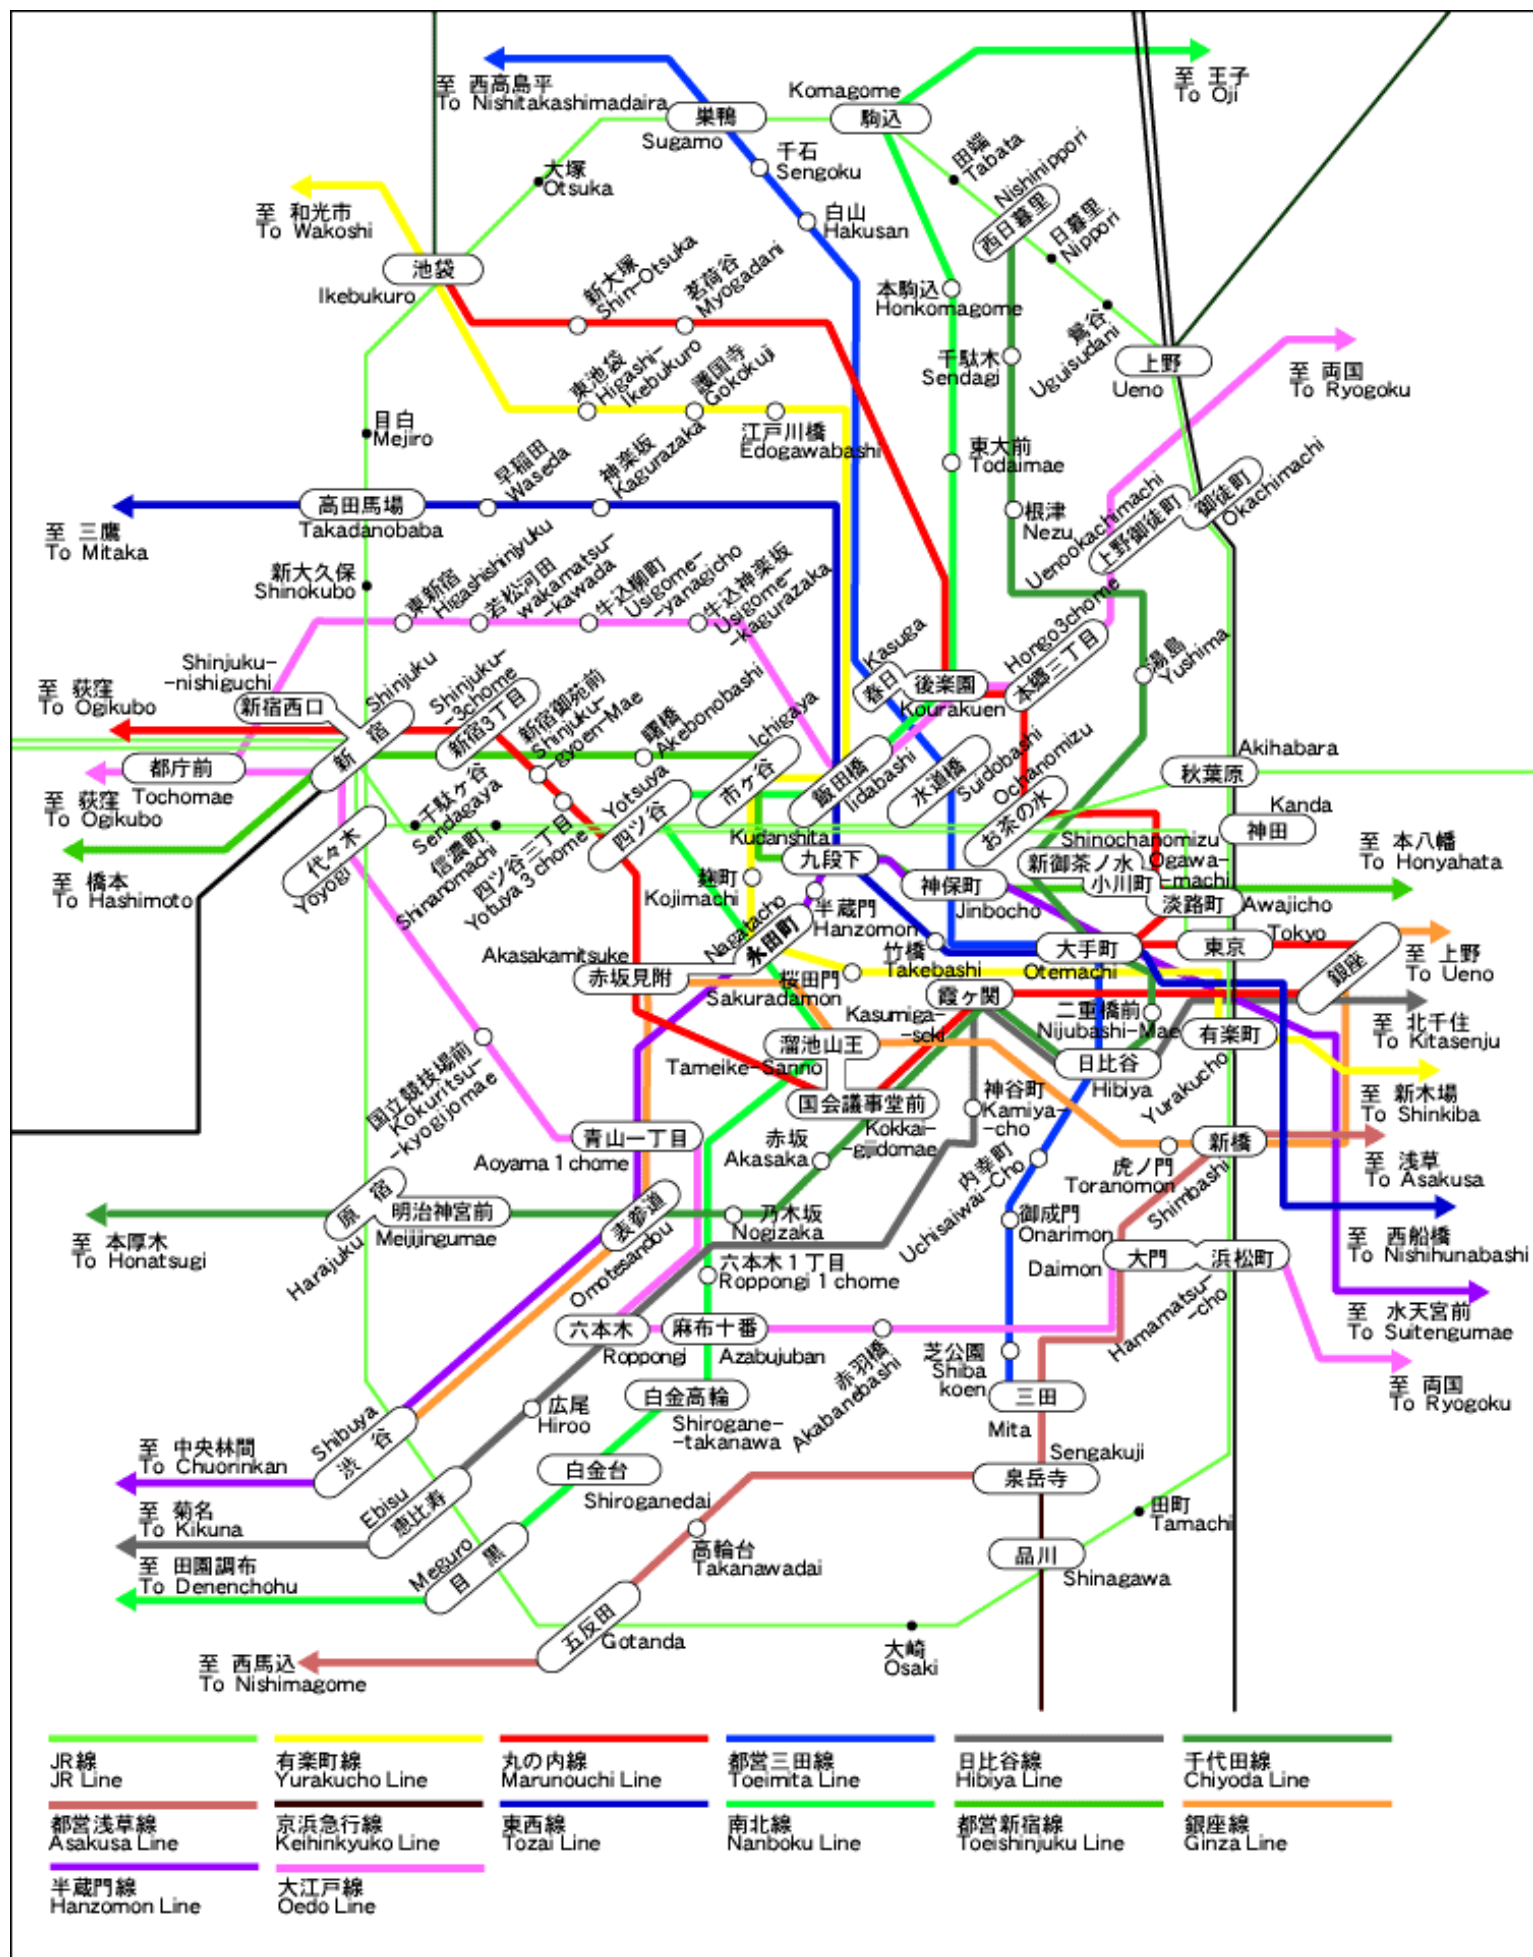 至 西高島平
To Nishitakashimadaira
巣鴨
Sugamo
Komagome
駒込
至 王子
To Oji
千石
Sengoku
田端
Tabata
大塚
Otsuka
Nishinippori
西日暮里
至 和光市
To Wakoshi
白山
Hakusan
日暮里
Nippori
池袋
Ikebukuro
新大塚
Shin-Otsuka
茗荷谷
Myogadani
本駒込
Honkomagome
鶯谷
Uguisudani
上野
Ueno
千駄木
Sendagi
至 両国
To Ryogoku
東池袋
Higashi-
Ikebukuro
護国寺
Gokokuji
江戸川橋
Edogawabashi
目白
Mejiro
東大前
Todaimae
早稲田
Waseda
神楽坂
Kagurazaka
高田馬場
Takadanobaba
至 三鷹
To Mitaka
根津
Nezu
Uenookachimachi
上野御徒町
御徒町
Okachimachi
新大久保
Shinokubo
東新宿
Higashishinjyuku
若松河田
wakamatsu-
-kawada
牛込柳町
Usigome-
-yanagicho
牛込神楽坂
Usigome-
-kagurazaka
湯島
Yushima
Shinjuku-
-nishiguchi
新宿西口
Shinjuku
新宿
Shinjuku-
-3chome
新宿3丁目
新宿御苑前
Shinjuku-
-gyoen-Mae
曙橋
Akebonobashi
Ichigaya
市ヶ谷
Kasuga
春日
後楽園
Kourakuen
Hongo3chome
本郷三丁目
至 荻窪
To Ogikubo
都庁前
Tochomae
至 荻窪
To Ogikubo
至 橋本
To Hashimoto
代々木
Yoyogi
千駄ヶ谷
Sendagaya
信濃町
Shinanomachi
四ツ谷三丁目
Yotuya 3 chome
Yotsuya
四ツ谷
飯田橋
Iidabashi
水道橋
Suidobashi
Ochanomizu
お茶の水
Akihabara
秋葉原
Kanda
神田
Kudanshita
九段下
Shinochanomizu
新御茶ノ水
Ogawa-
-machi
小川町
至 本八幡
To Honyahata
麹町
Kojimachi
半蔵門
Hanzomon
神保町
Jinbocho
淡路町
Awajicho
Akasakamitsuke
赤坂見附
Nagatacho
永田町
竹橋
Takebashi
大手町
Otemachi
東京
Tokyo
銀座
至 上野
To Ueno
桜田門
Sakuradamon
霞ヶ関
Kasumiga-
-seki
二重橋前
Nijubashi-Mae
有楽町
Yurakucho
至 北千住
To Kitasenju
溜池山王
Tameike-Sanno
日比谷
Hibiya
国立競技場前
Kokuritsu-
-kyogijomae
国会議事堂前
Kokkai-
-gijidomae
神谷町
Kamiya-
-cho
至 新木場
To Shinkiba
青山一丁目
Aoyama 1 chome
赤坂
Akasaka
内幸町
Uchisaiwai-Cho
虎ノ門
Toranomon
新橋
Shimbashi
至 浅草
To Asakusa
原宿
Harajuku
明治神宮前
Meijijingumae
表参道
Omotesandou
乃木坂
Nogizaka
御成門
Onarimon
至 本厚木
To Honatsugi
至 西船橋
To Nishihunabashi
六本木1丁目
Roppongi 1 chome
Daimon
大門
浜松町
Hamamatsu-
-cho
至 水天宮前
To Suitengumae
六本木
Roppongi
麻布十番
Azabujuban
赤羽橋
Akabanebashi
芝公園
Shiba
koen
三田
Mita
至 両国
To Ryogoku
白金高輪
Shirogane-
-takanawa
広尾
Hiroo
Shibuya
渋谷
至 中央林間
To Chuorinkan
白金台
Shiroganedai
Sengakuji
泉岳寺
Ebisu
恵比寿
至 菊名
To Kikuna
高輪台
Takanawadai
田町
Tamachi
品川
Shinagawa
Meguro
目黒
至 田園調布
To Denenchohu
五反田
Gotanda
大崎
Osaki
至 西馬込
To Nishimagome
JR線
JR Line
有楽町線
Yurakucho Line
丸の内線
Marunouchi Line
都営三田線
Toeimita Line
日比谷線
Hibiya Line
千代田線
Chiyoda Line
都営浅草線
Asakusa Line
京浜急行線
Keihinkyuko Line
東西線
Tozai Line
南北線
Nanboku Line
都営新宿線
Toeishinjuku Line
銀座線
Ginza Line
半蔵門線
Hanzomon Line
大江戸線
Oedo Line